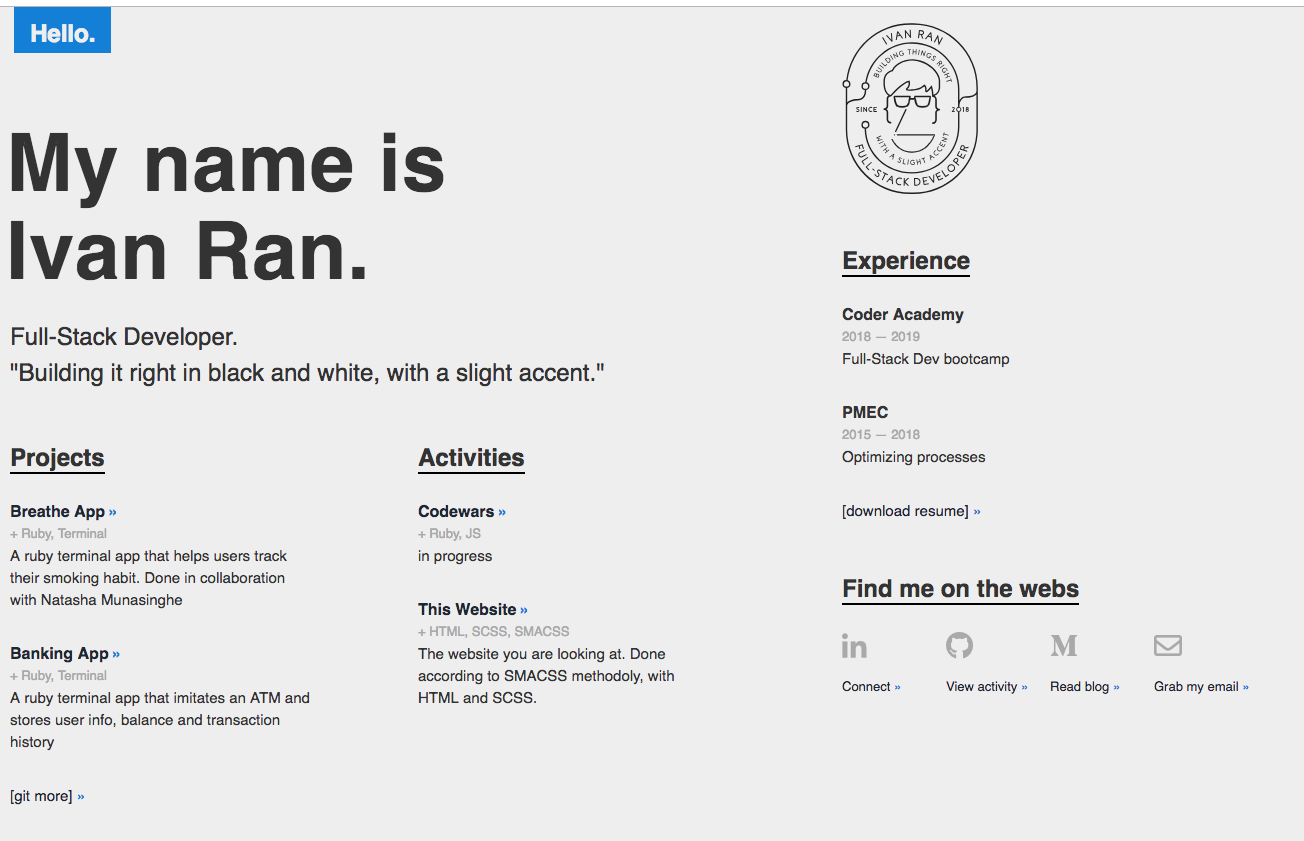 Hello.
My name is
Ivan Ran.
Full-Stack Developer.
"Building it right in black and white, with a slight accent."
Projects
Breathe App »
+ Ruby, Terminal
A ruby terminal app that helps users track
their smoking habit. Done in collaboration
with Natasha Munasinghe
Banking App »
+ Ruby, Terminal
A ruby terminal app that imitates an ATM and
stores user info, balance and transaction
history
[git more] »
Activities
Codewars »
+ Ruby, JS
in progress
This Website »
+ HTML, SCSS, SMACSS
The website you are looking at. Done
according to SMACSS methodoly, with
HTML and SCSS.
IVAN RAN
BUILDING THINGS RIGHT
SINCE 2018
WITH A SLIGHT ACCENT
FULL-STACK DEVELOPER
Experience
Coder Academy
2018 — 2019
Full-Stack Dev bootcamp
PMEC
2015 — 2018
Optimizing processes
[download resume] »
Find me on the webs
in M
Connect » View activity » Read blog » Grab my email »